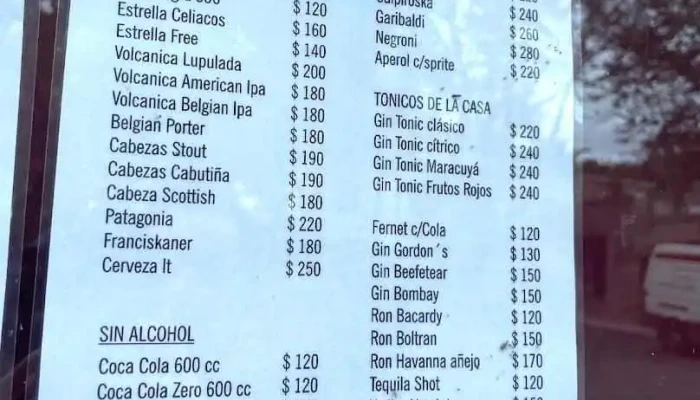 $ 120
Estrella Celiacos $ 160
Estrella Free $ 140
Volcanica Lupulada $ 200
Volcanica American Ipa $ 180
Volcanica Belgian Ipa $ 180
Belgian Porter $ 180
Cabezas Stout $ 190
Cabezas Cabutiña $ 190
Cabeza Scottish $ 180
Patagonia $ 220
Franciskaner $ 180
Cerveza lt $ 250
SIN ALCOHOL
Coca Cola 600 cc $ 120
Coca Cola Zero 600 cc $ 120
$ 240
Garibaldi $ 260
Negroni $ 280
Aperol c/sprite $ 220
TONICOS DE LA CASA
Gin Tonic clásico $ 220
Gin Tonic cítrico $ 240
Gin Tonic Maracuyá $ 240
Gin Tonic Frutos Rojos $ 240
Fernet c/Cola $ 120
Gin Gordon´s $ 130
Gin Beefetear $ 150
Gin Bombay $ 150
Ron Bacardy $ 120
Ron Boltran $ 150
Ron Havanna añejo $ 170
Tequila Shot $ 120